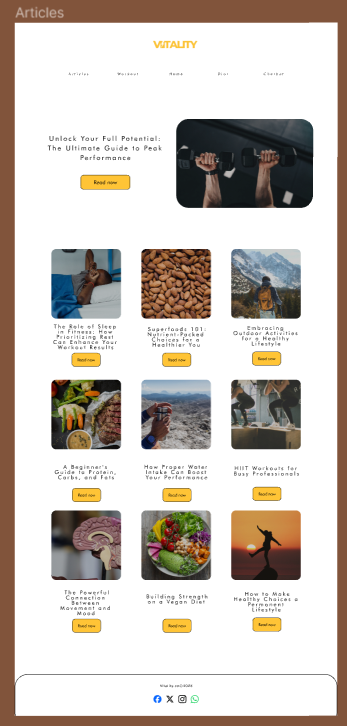 Articles
VITALITY
Articles Workout Home Diet Chatbot
Unlock Your Full Potential:
The Ultimate Guide to Peak
Performance
Read now
The Role of Sleep
in Fitness: How
Prioritizing Rest
Can Enhance Your
Workout Results
Read now
Superfoods 101:
Nutrient-Packed
Choices for a
Healthier You
Read now
Embracing
Outdoor Activities
for a Healthy
Lifestyle
Read now
A Beginner's
Guide to Protein,
Carbs, and Fats
Read now
How Proper Water
Intake Can Boost
Your Performance
Read now
HIIT Workouts for
Busy Professionals
Read now
The Powerful
Connection
Between
Movement and
Mood
Read now
Building Strength
on a Vegan Diet
Read now
How to Make
Healthy Choices a
Permanent
Lifestyle
Read now